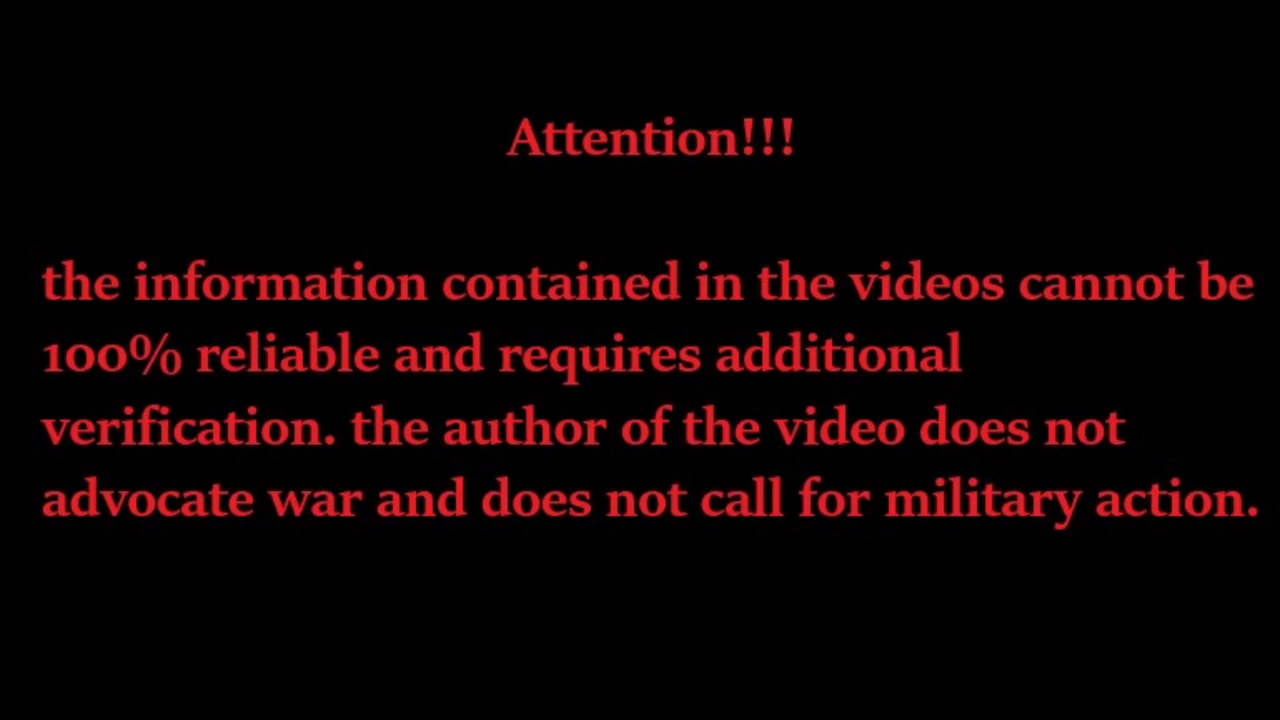 Attention!!!
the information contained in the videos cannot be
100% reliable and requires additional
verification. the author of the video does not
advocate war and does not call for military action.